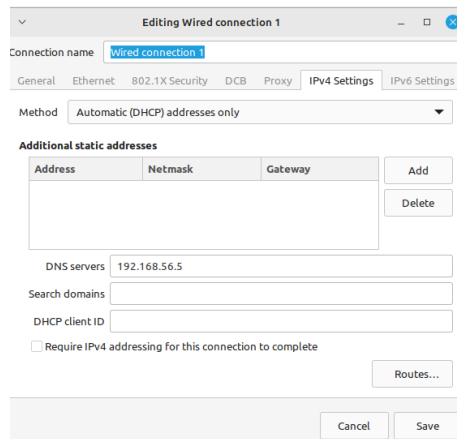 Editing Wired connection 1
Connection name Wired connection 1
General Ethernet 802.1X Security DCB Proxy IPv4 Settings IPv6 Settings
Method Automatic (DHCP) addresses only
Additional static addresses
Address Netmask Gateway Add
Delete
DNS servers 192.168.56.5
Search domains
DHCP client ID
Require IPv4 addressing for this connection to complete
Routes...
Cancel Save